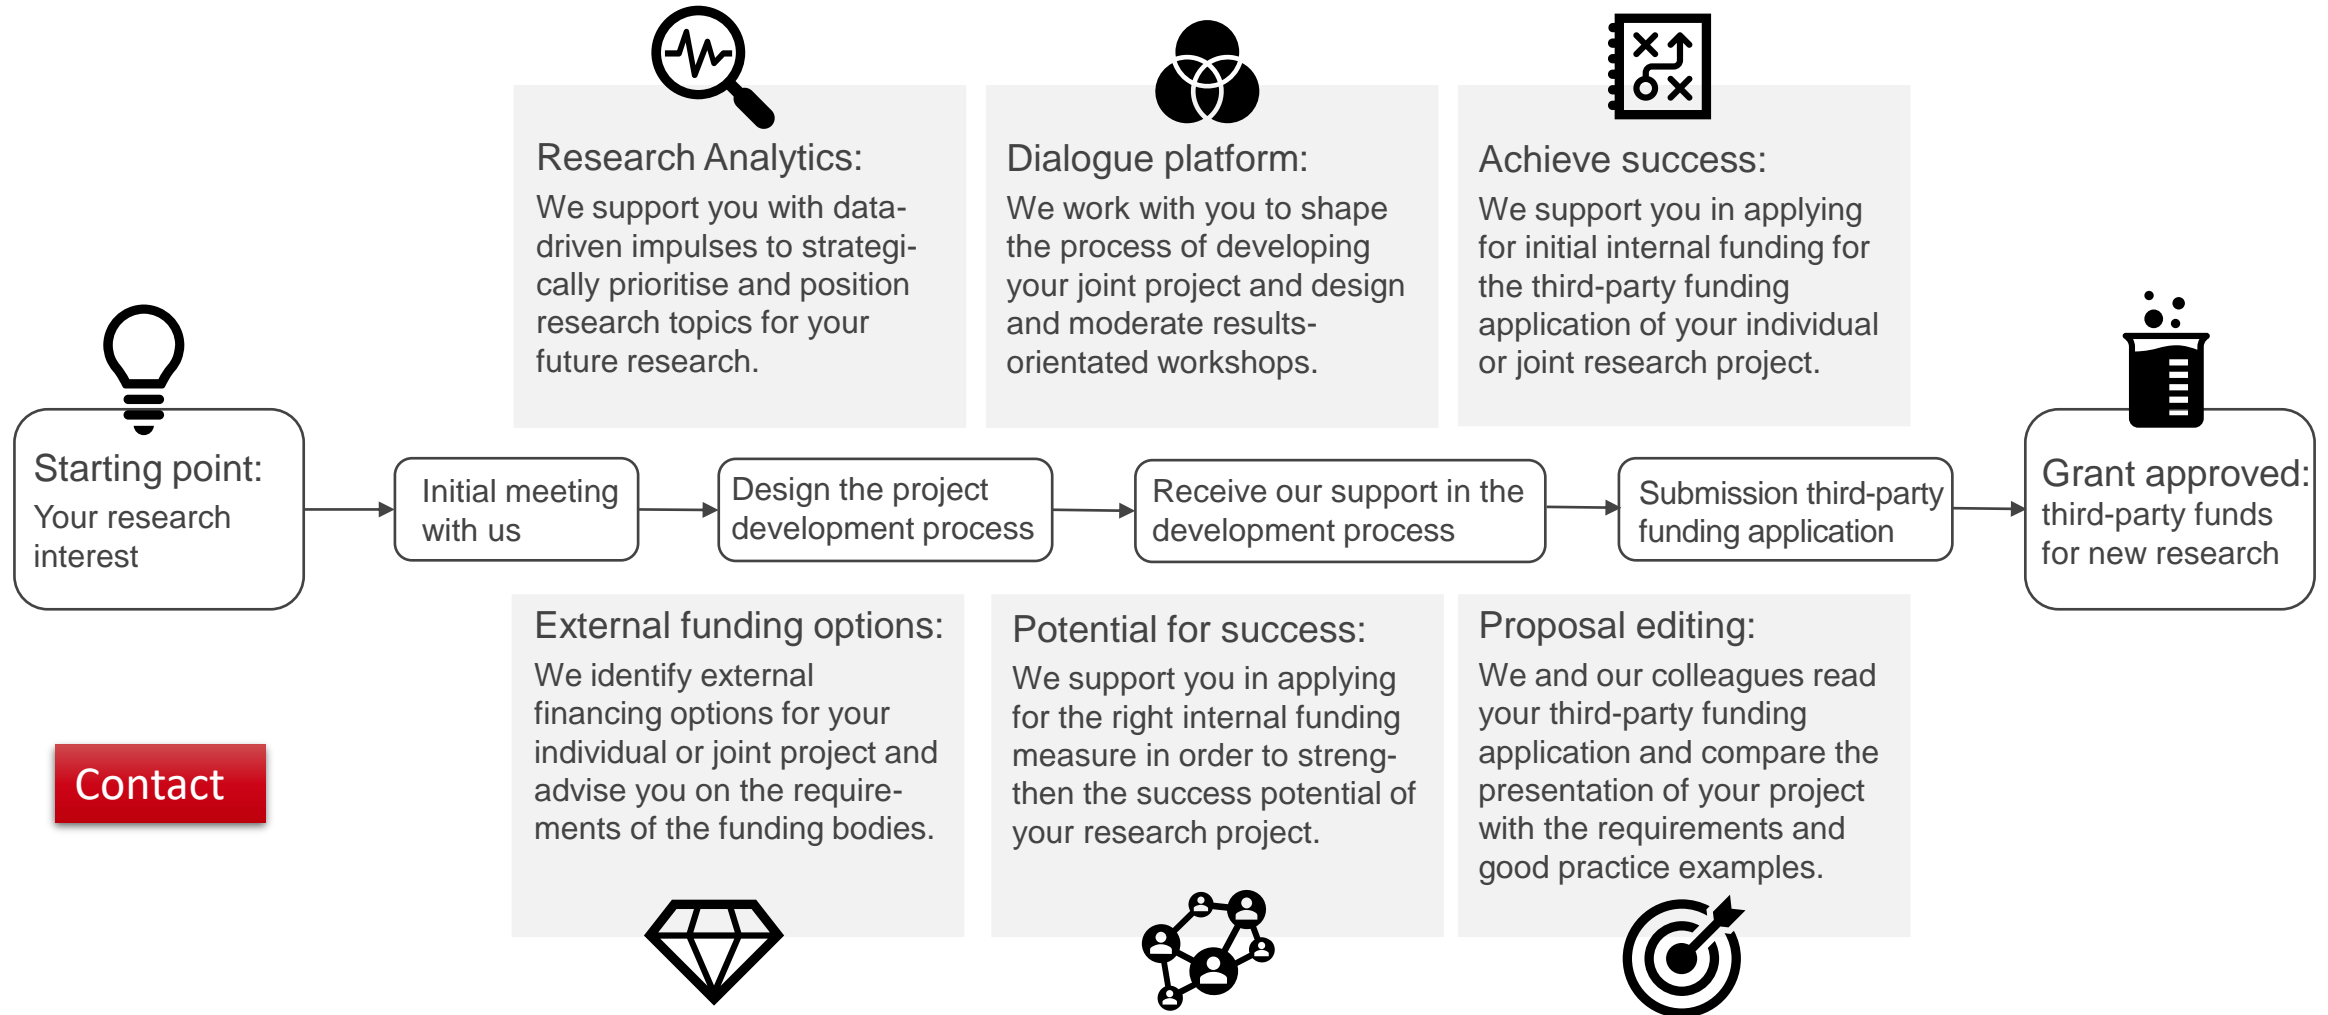 Research Analytics:
We support you with data-
driven impulses to strategi-
cally prioritise and position
research topics for your
future research.
Dialogue platform:
We work with you to shape
the process of developing
your joint project and design
and moderate results-
orientated workshops.
Achieve success:
We support you in applying
for initial internal funding for
the third-party funding
application of your individual
or joint research project.
Starting point:
Your research
interest
Initial meeting
with us
Design the project
development process
Receive our support in the
development process
Submission third-party
funding application
Grant approved:
third-party funds
for new research
External funding options:
We identify external
financing options for your
individual or joint project and
advise you on the require-
ments of the funding bodies.
Potential for success:
We support you in applying
for the right internal funding
measure in order to streng-
then the success potential of
your research project.
Proposal editing:
We and our colleagues read
your third-party funding
application and compare the
presentation of your project
with the requirements and
good practice examples.
Contact